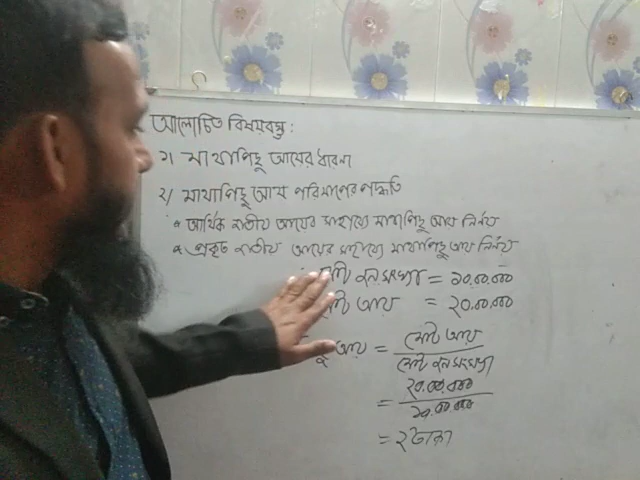 আলোচিত বিষয়বস্তু:
১) মাথাপিছু আয়ের ধারনা
২) মাথাপিছু আয় পরিমাপের পদ্ধতি
* আর্থিক জাতীয় আয়ের সাহায্যে মাথাপিছু আয় নির্ণয়
* প্রকৃত জাতীয় আয়ের সাহায্যে মাথাপিছু আয় নির্ণয়
মোট জনসংখ্যা = ১০,০০,০০০
আয় = ২০,০০,০০০
আয় = মোট আয়
মোট জনসংখ্যা
= ২০,০০,০০০
১০,০০,০০০
= ২ টাকা